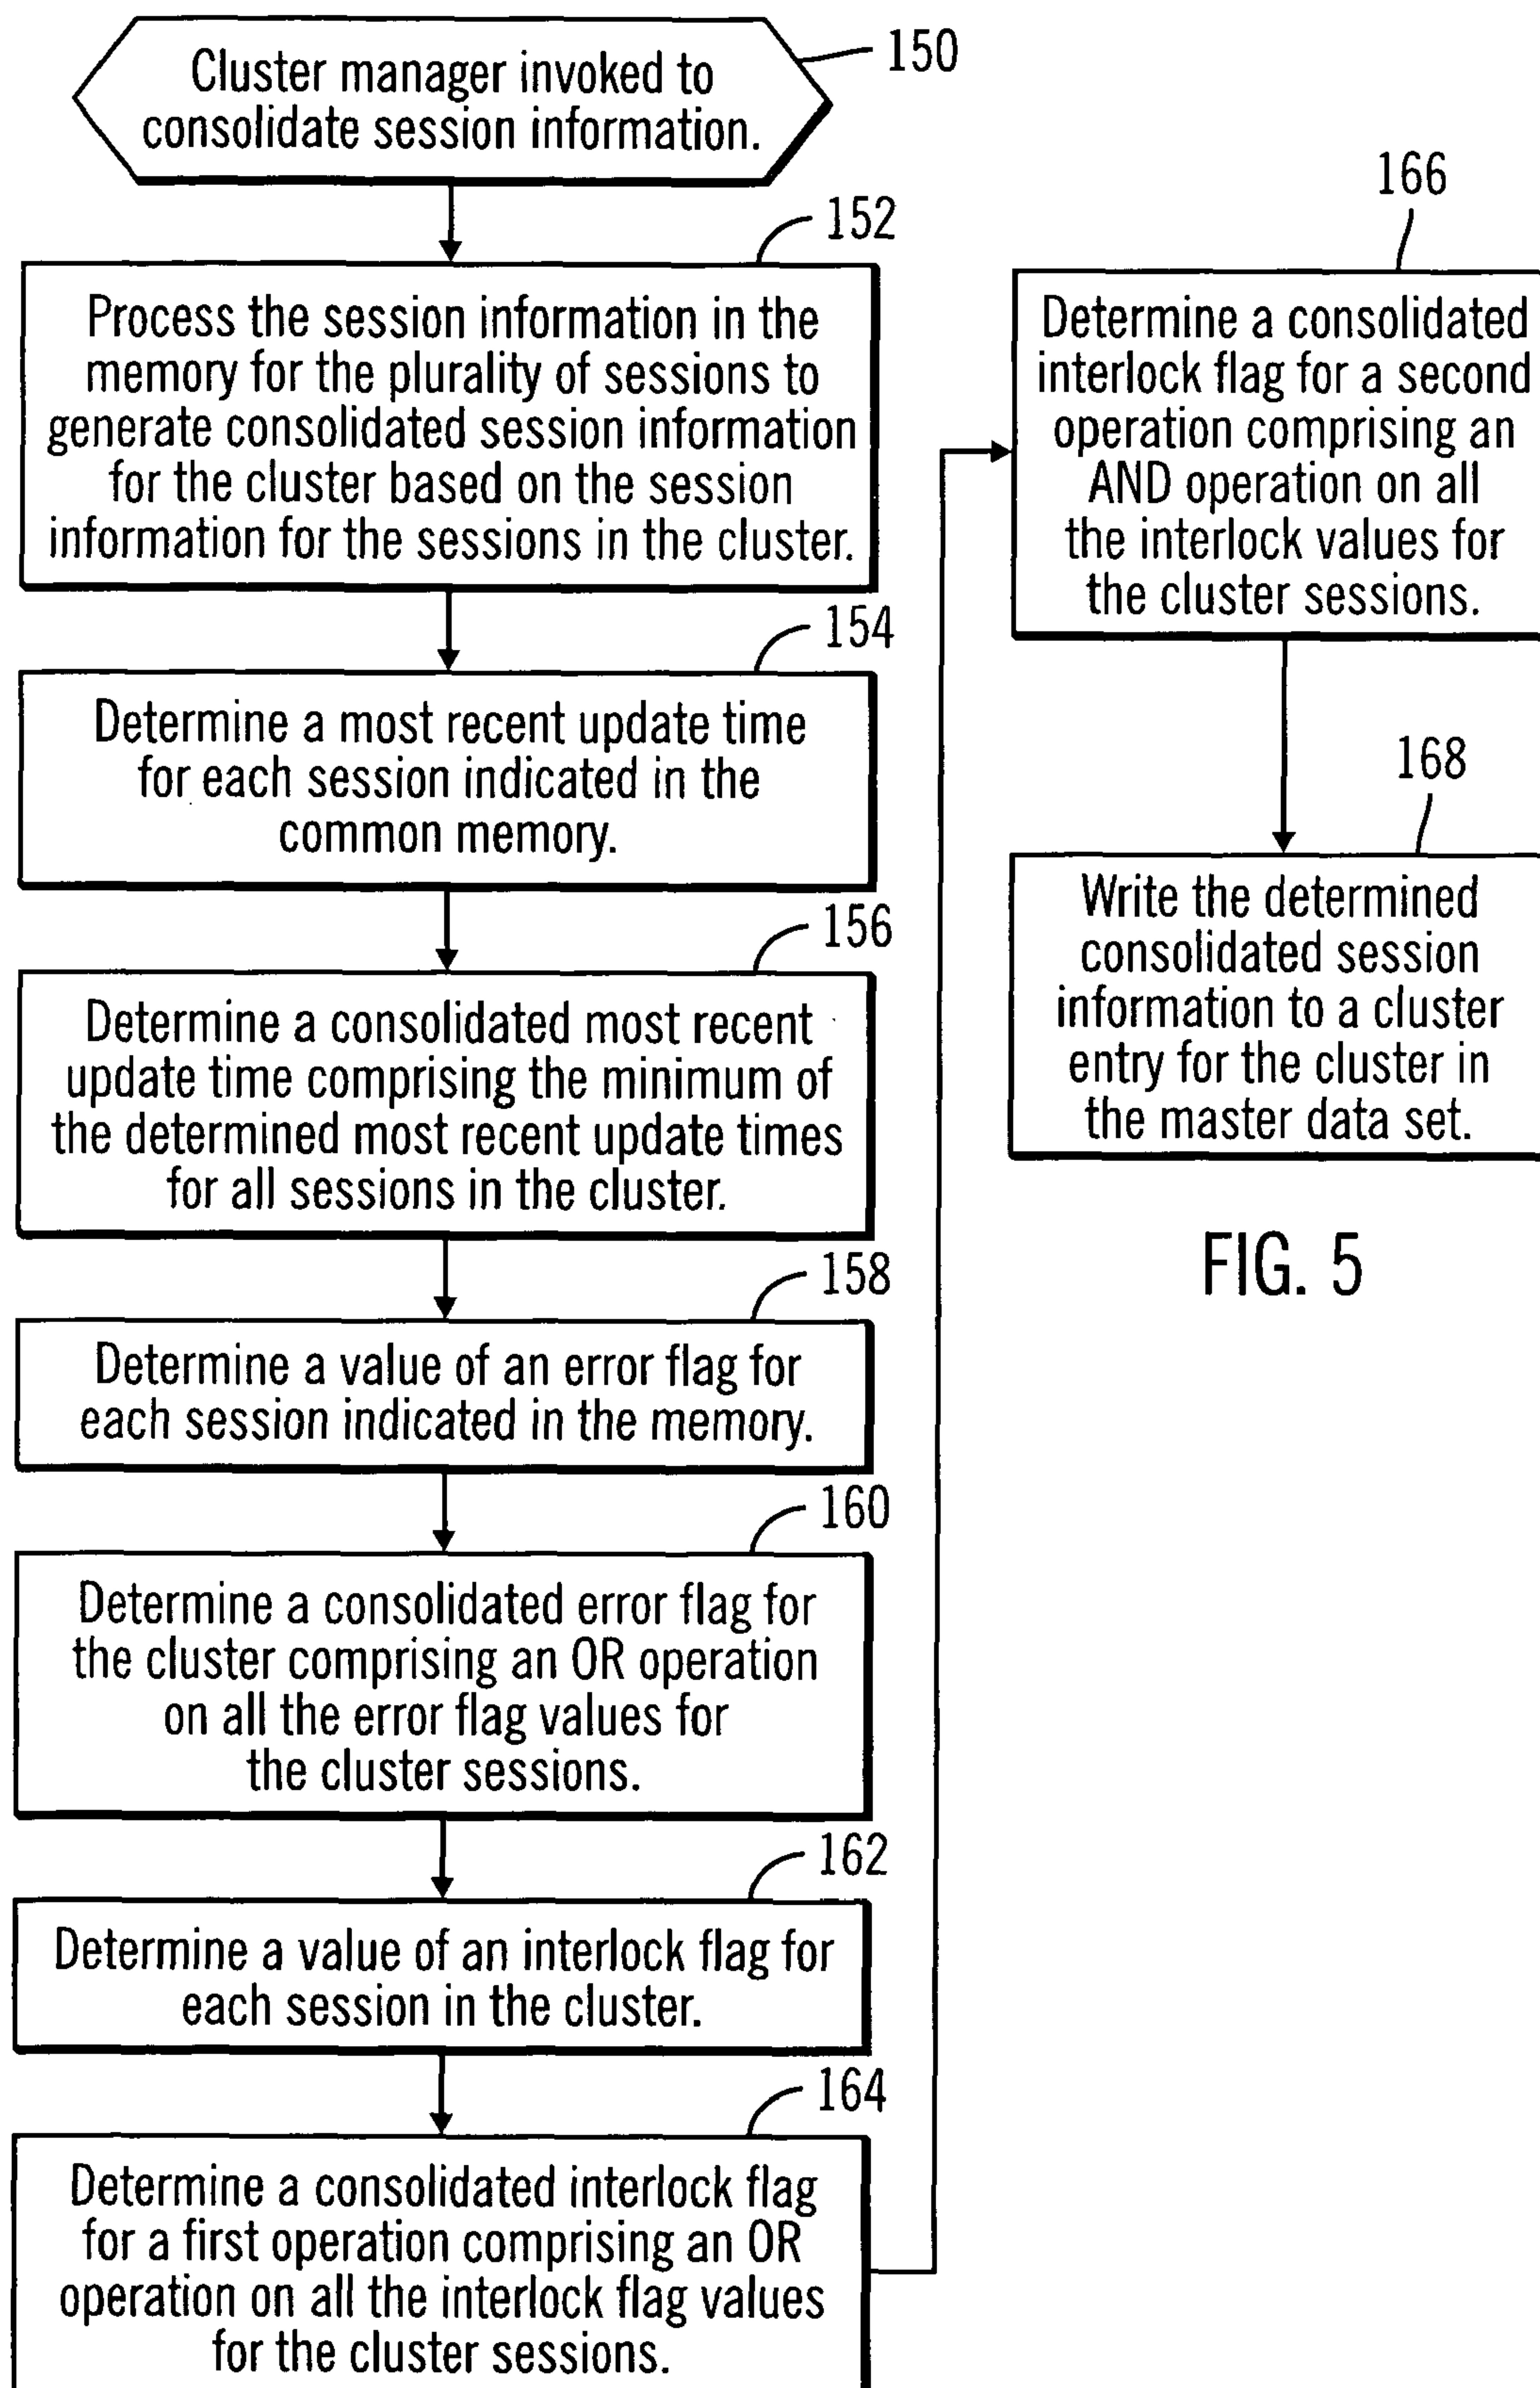 150
Cluster manager invoked to
consolidate session information.
152
Process the session information in the
memory for the plurality of sessions to
generate consolidated session information
for the cluster based on the session
information for the sessions in the cluster.
154
Determine a most recent update time
for each session indicated in the
common memory.
156
Determine a consolidated most recent
update time comprising the minimum of
the determined most recent update times
for all sessions in the cluster.
158
Determine a value of an error flag for
each session indicated in the memory.
160
Determine a consolidated error flag for
the cluster comprising an OR operation
on all the error flag values for
the cluster sessions.
162
Determine a value of an interlock flag for
each session in the cluster.
164
Determine a consolidated interlock flag
for a first operation comprising an OR
operation on all the interlock flag values
for the cluster sessions.
166
Determine a consolidated
interlock flag for a second
operation comprising an
AND operation on all
the interlock values for
the cluster sessions.
168
Write the determined
consolidated session
information to a cluster
entry for the cluster in
the master data set.
FIG. 5